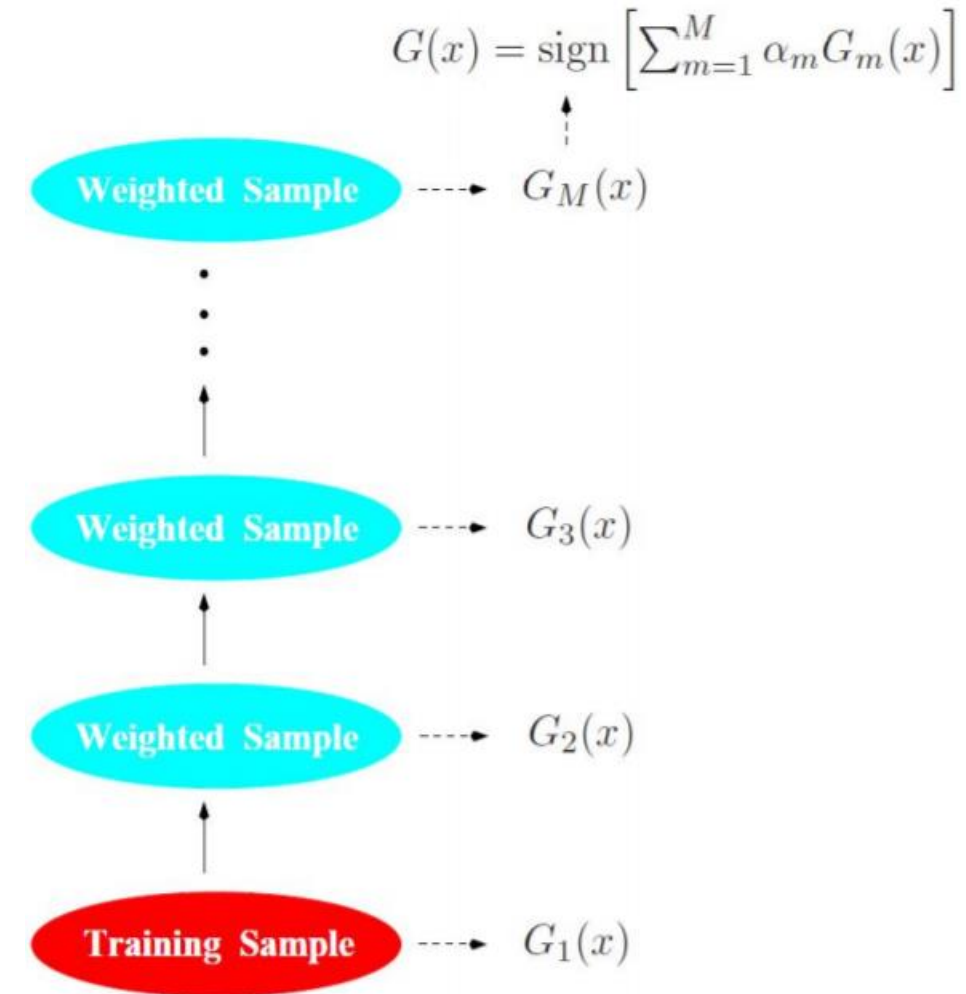 G(x) = sign [∑_{m=1}^{M} α_m G_m(x)]
Weighted Sample G_M(x)
Weighted Sample G_3(x)
Weighted Sample G_2(x)
Training Sample G_1(x)